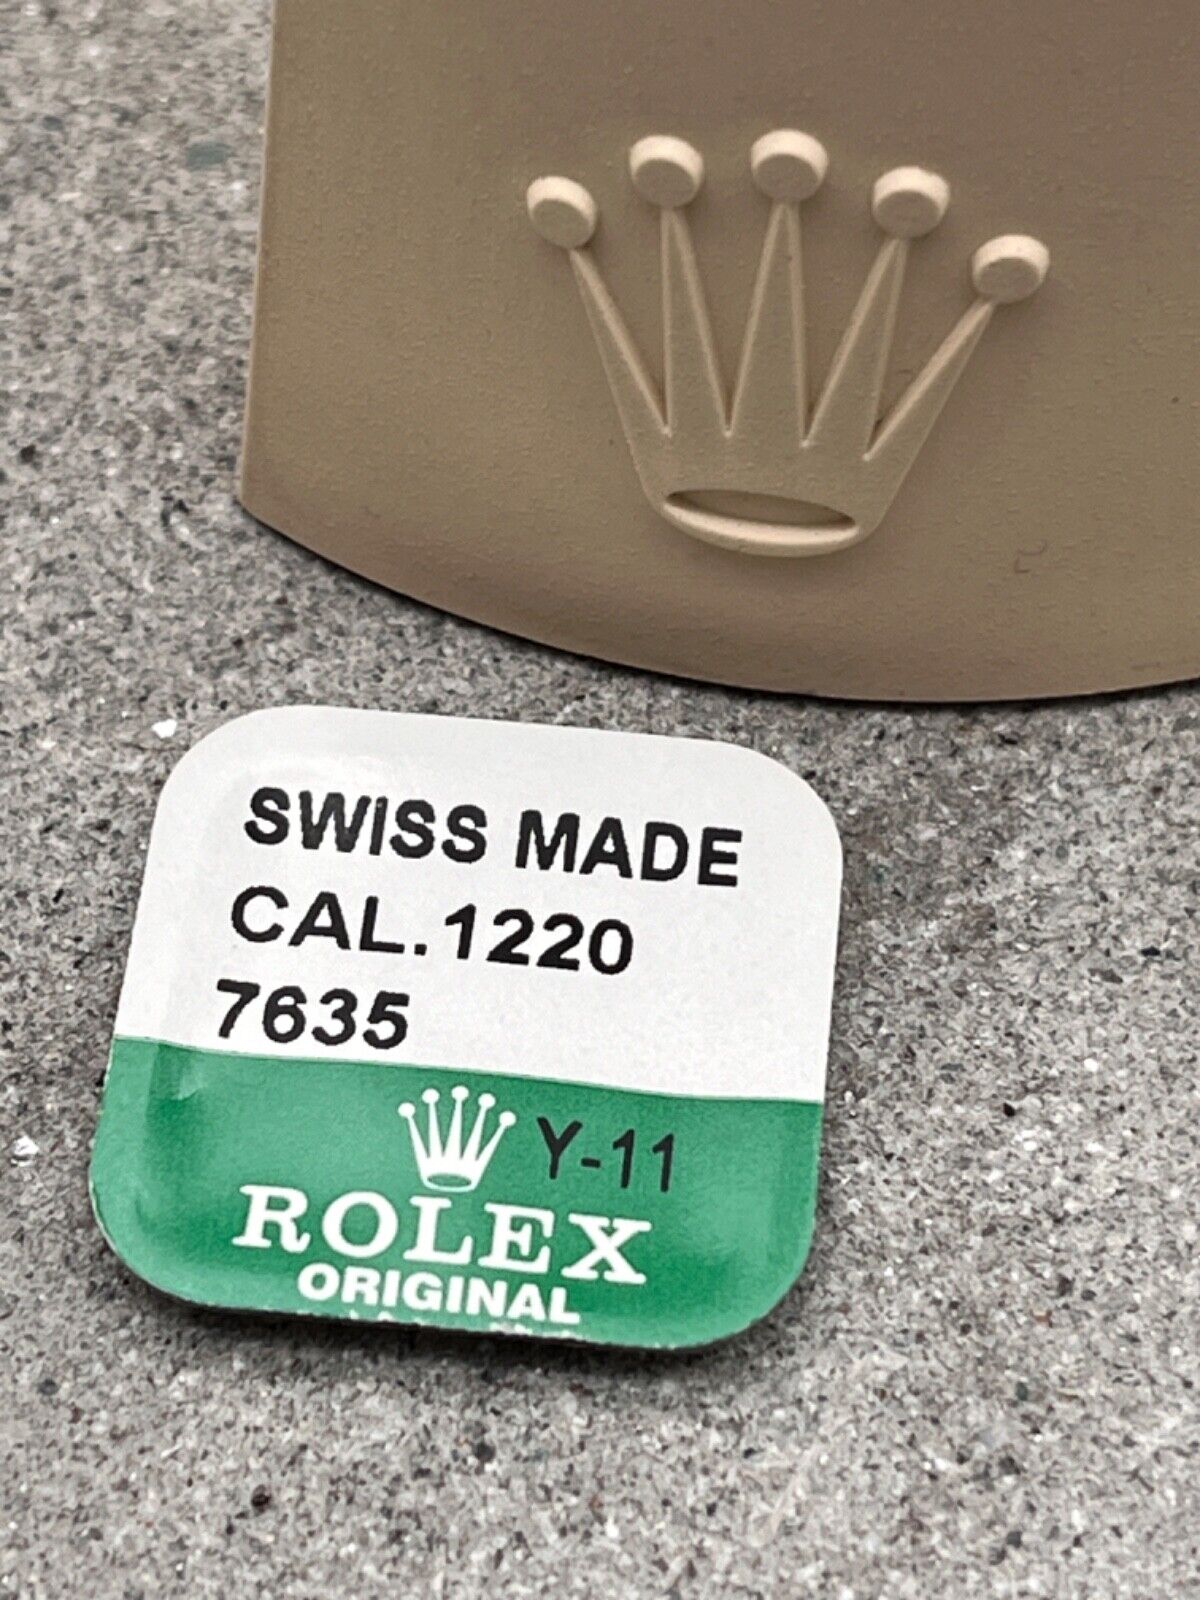 SWISS MADE
CAL.1220
7635
Y-11
ROLEX
ORIGINAL